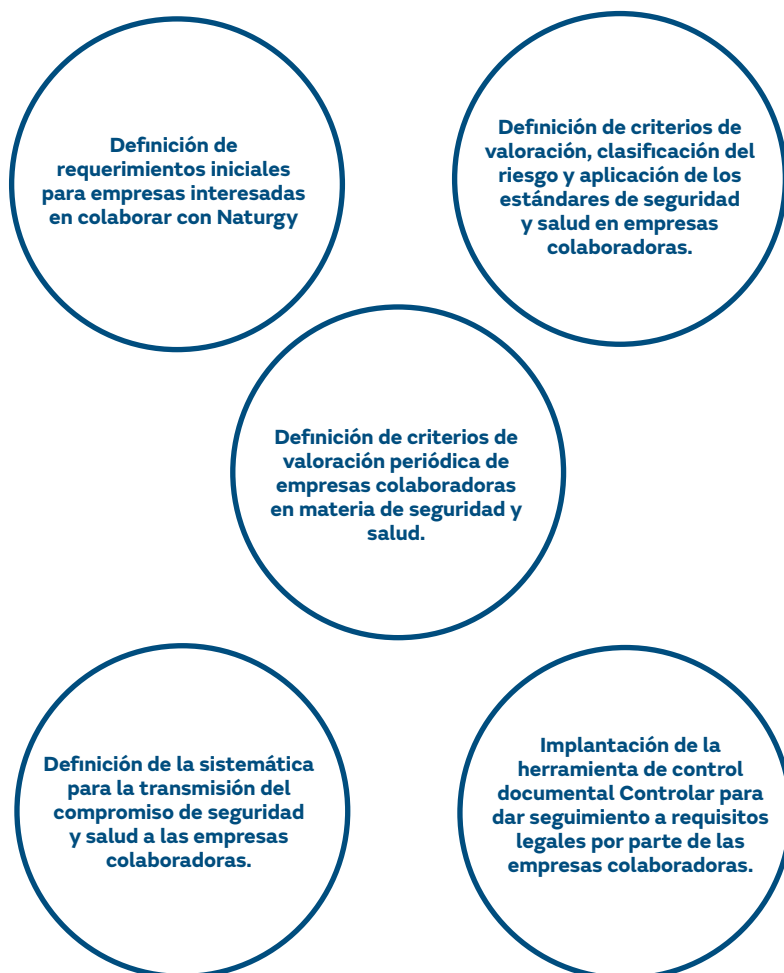 Definición de
requerimientos iniciales
para empresas interesadas
en colaborar con Naturgy
Definición de criterios de
valoración, clasificación del
riesgo y aplicación de los
estándares de seguridad
y salud en empresas
colaboradoras.
Definición de criterios de
valoración periódica de
empresas colaboradoras
en materia de seguridad y
salud.
Definición de la sistemática
para la transmisión del
compromiso de seguridad
y salud a las empresas
colaboradoras.
Implantación de la
herramienta de control
documental Controlar para
dar seguimiento a requisitos
legales por parte de las
empresas colaboradoras.